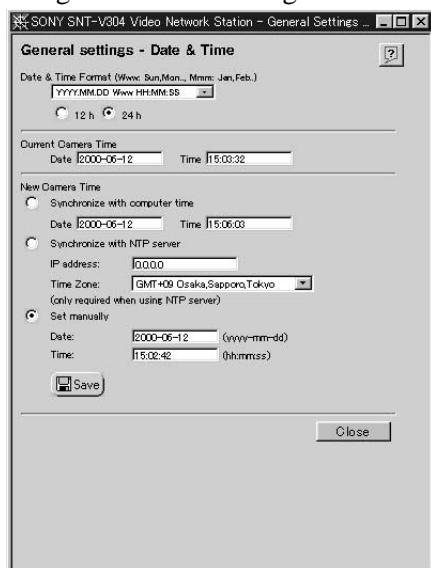 SONY SNT-V304 Video Network Station - General Settings ...
General settings - Date & Time
?
Date & Time Format (Www: Sun,Mon.., Mmm: Jan,Feb..)
YYYY.MM.DD Www HH:MM:SS
12 h 24 h
Current Camera Time
Date 2000-06-12 Time 15:03:32
New Camera Time
Synchronize with computer time
Date 2000-06-12 Time 15:06:03
Synchronize with NTP server
IP address: 0.0.0.0
Time Zone: GMT+09 Osaka,Sapporo,Tokyo
(only required when using NTP server)
Set manually
Date: 2000-06-12 (yyyy-mm-dd)
Time: 15:02:42 (hh:mm:ss)
Save
Close